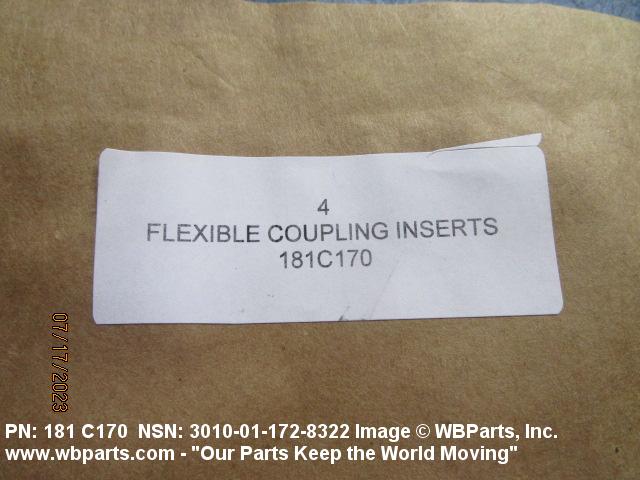 4
FLEXIBLE COUPLING INSERTS
181C170
07/17/2023
PN: 181 C170 NSN: 3010-01-172-8322 Image © WBParts, Inc.
www.wbparts.com - "Our Parts Keep the World Moving"